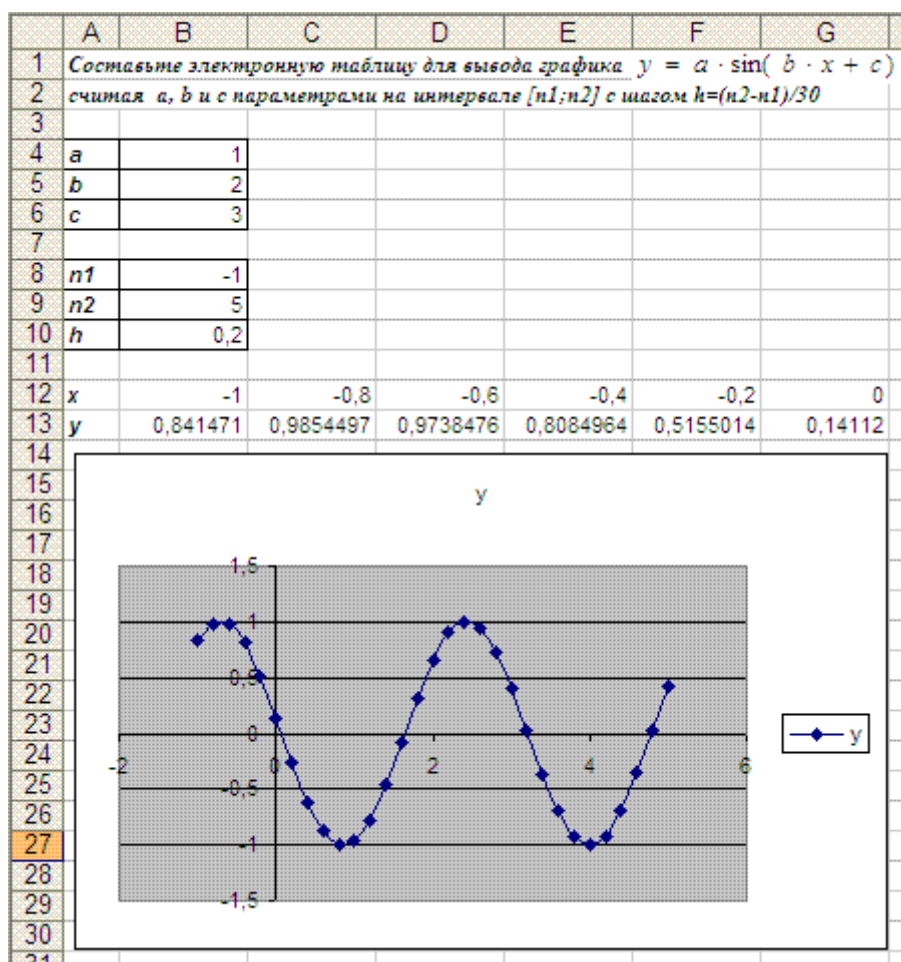 A B C D E F G
1 Составьте электронную таблицу для вывода графика y = a · sin( b · x + c )
2 считая a, b и c параметрами на интервале [n1;n2] с шагом h=(n2-n1)/30
3
4 a 1
5 b 2
6 c 3
7
8 n1 -1
9 n2 5
10 h 0,2
11
12 x -1 -0,8 -0,6 -0,4 -0,2 0
13 y 0,841471 0,9854497 0,9738476 0,8084964 0,5155014 0,14112
14
15
y
16
17
18 1,5
19
20 1
21
22 0,5
23
0 y
24
-2 0 2 4 6
25 -0,5
26
27 -1
28
29 -1,5
30
31